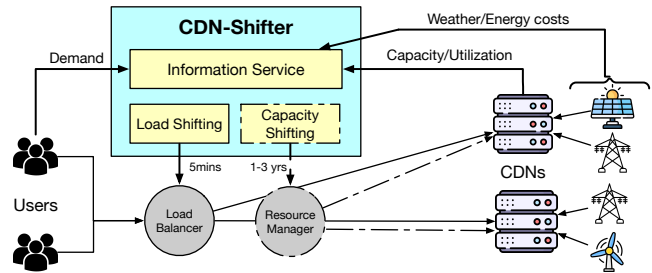 Weather/Energy costs
CDN-Shifter
Demand
Capacity/Utilization
Information Service
Load Shifting
Capacity
Shifting
5mins
1-3 yrs
CDNs
Users
Load
Balancer
Resource
Manager